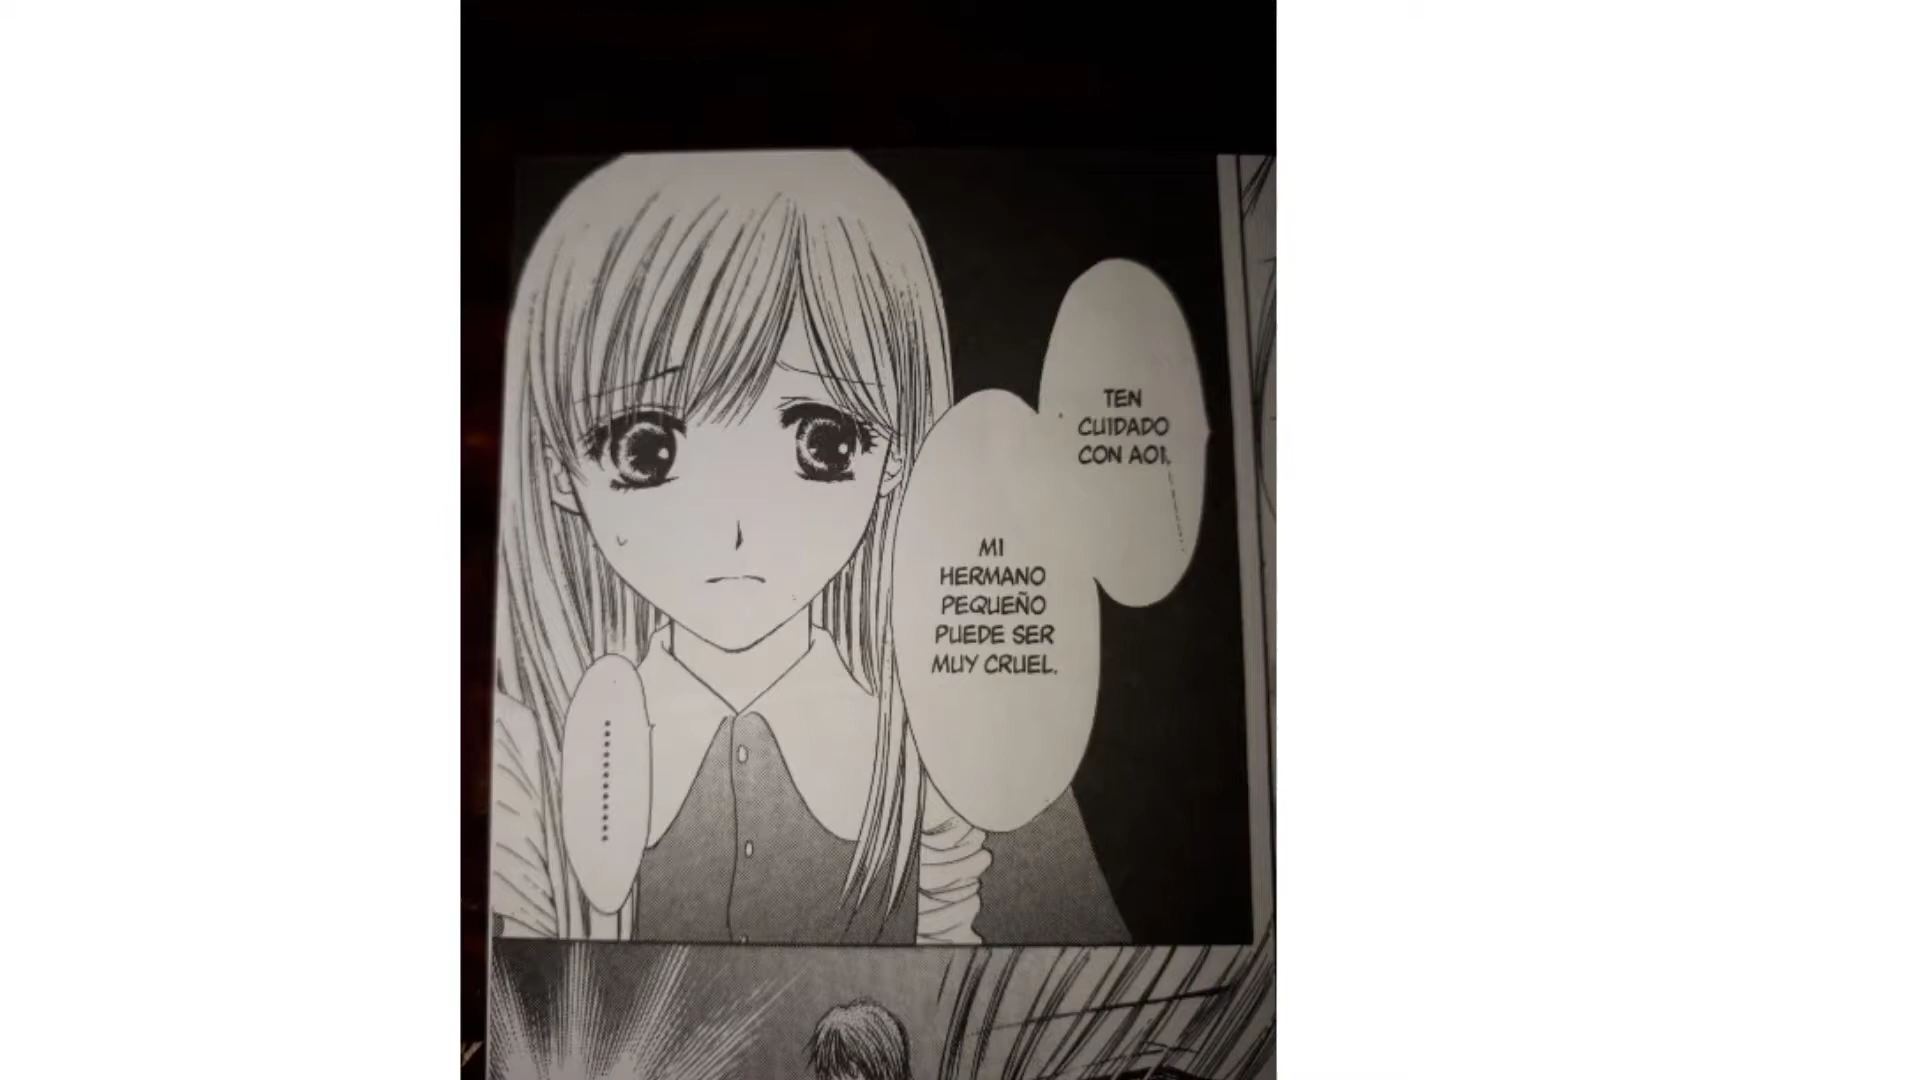 TEN
CUIDADO
CON AOI.
MI
HERMANO
PEQUEÑO
PUEDE SER
MUY CRUEL.
............